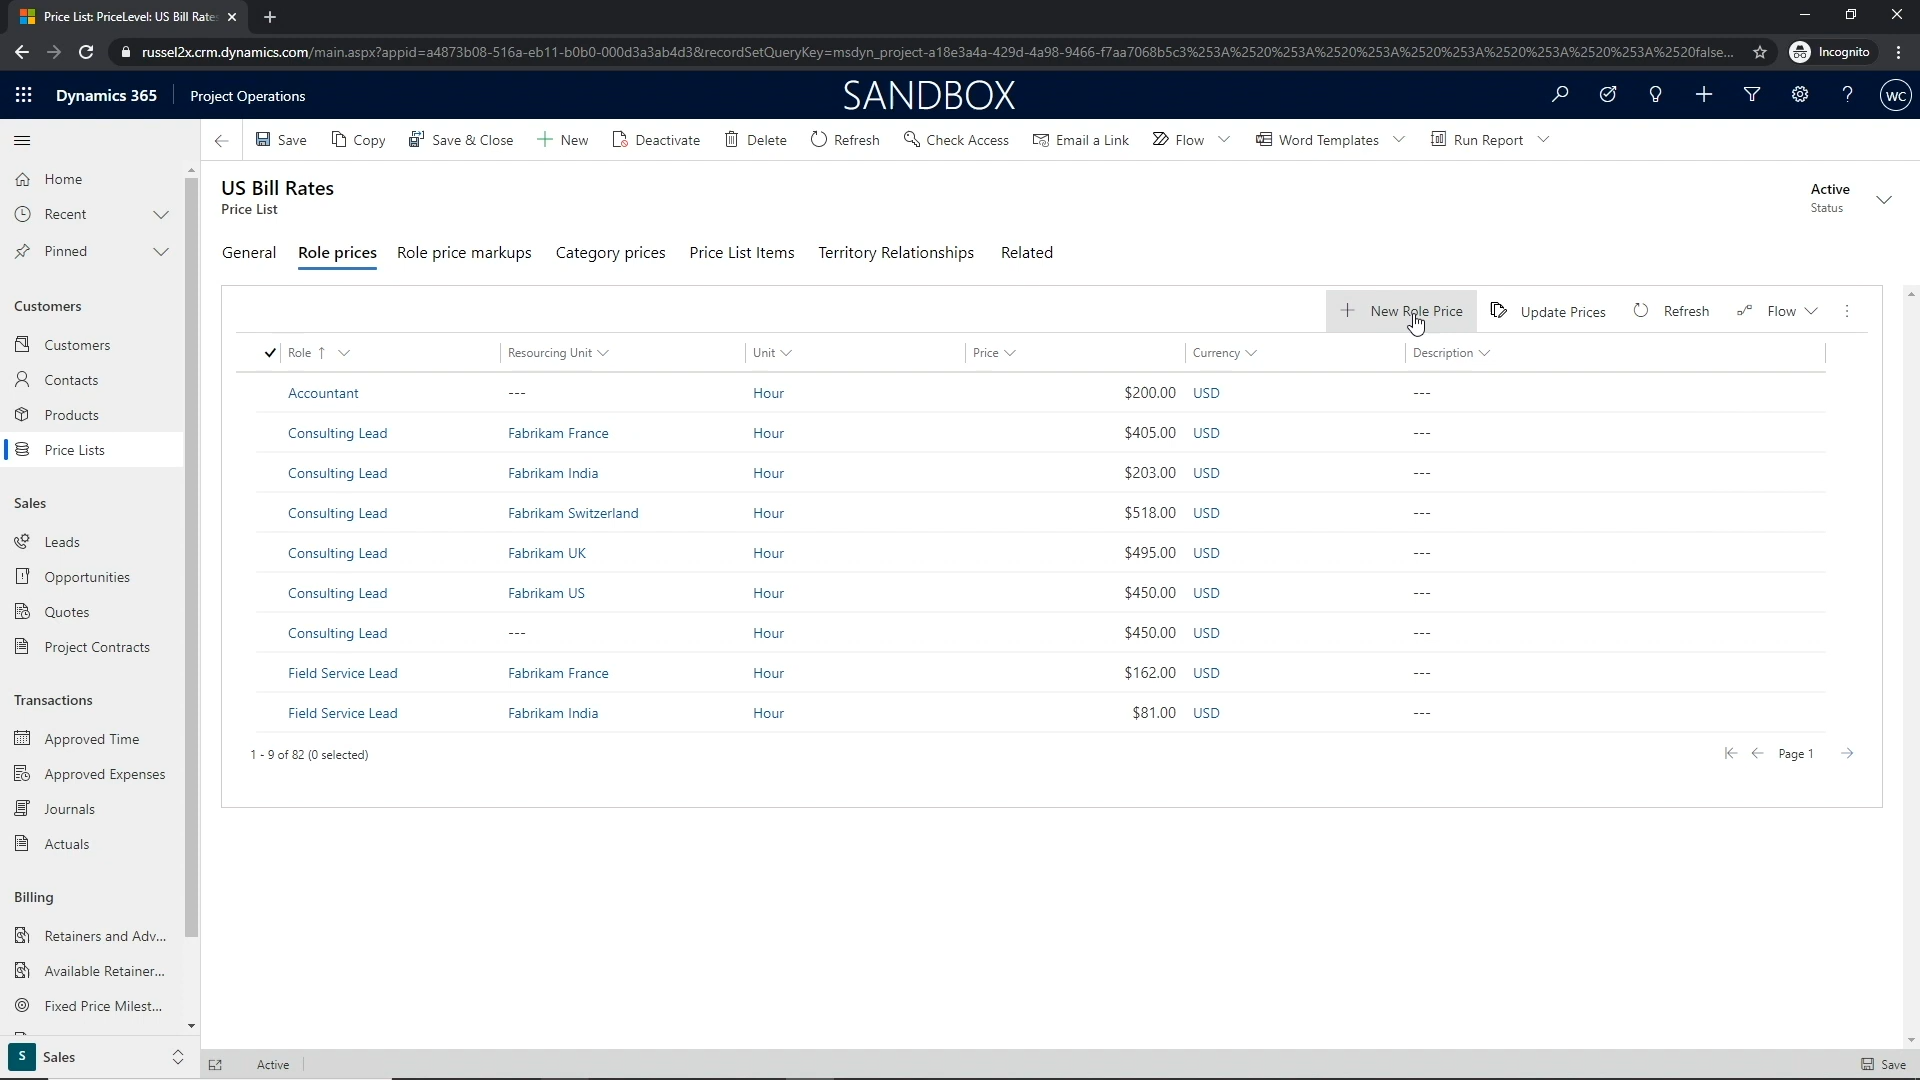 Price List: PriceLevel: US Bill Rates
russel2x.crm.dynamics.com/main.aspx?appid=a4873b08-516a-eb11-b0b0-000d3a3ab4d3&recordSetQueryKey=msdyn_project-a18e3a4a-429d-4a98-9466-f7aa7068b5c3%253A%2520%253A%2520%253A%2520%253A%2520%253A%2520%253A%2520false...
Incognito
Dynamics 365
Project Operations
SANDBOX
WC
Save
Copy
Save & Close
New
Deactivate
Delete
Refresh
Check Access
Email a Link
Flow
Word Templates
Run Report
Home
Recent
Pinned
Customers
Customers
Contacts
Products
Price Lists
Sales
Leads
Opportunities
Quotes
Project Contracts
Transactions
Approved Time
Approved Expenses
Journals
Actuals
Billing
Retainers and Adv...
Available Retainer...
Fixed Price Milest...
S Sales
US Bill Rates
Price List
Active
Status
General Role prices Role price markups Category prices Price List Items Territory Relationships Related
New Role Price Update Prices Refresh Flow
Role Resourcing Unit Unit Price Currency Description
Accountant --- Hour $200.00 USD ---
Consulting Lead Fabrikam France Hour $405.00 USD ---
Consulting Lead Fabrikam India Hour $203.00 USD ---
Consulting Lead Fabrikam Switzerland Hour $518.00 USD ---
Consulting Lead Fabrikam UK Hour $495.00 USD ---
Consulting Lead Fabrikam US Hour $450.00 USD ---
Consulting Lead --- Hour $450.00 USD ---
Field Service Lead Fabrikam France Hour $162.00 USD ---
Field Service Lead Fabrikam India Hour $81.00 USD ---
1 - 9 of 82 (0 selected)
Page 1
Active
Save